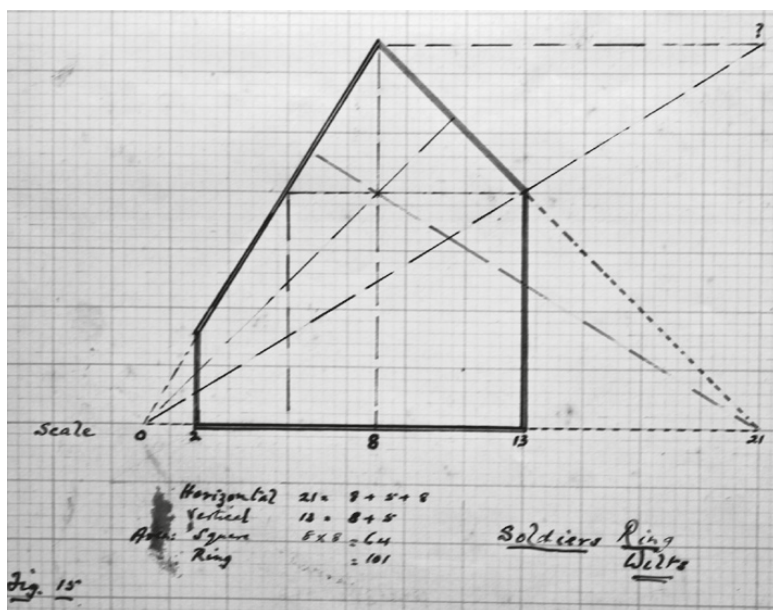 ?
Scale 0 2 8 13 21
Horizontal 21 = 8 + 5 + 8
Vertical 13 = 8 + 5
Area: Square 8 x 8 = 64
Ring = 101
Soldiers Ring
Wilts
Fig. 15